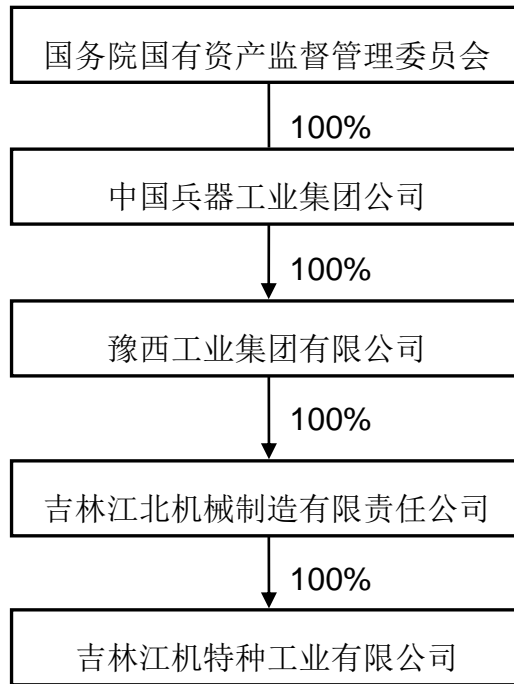 国务院国有资产监督管理委员会
100%
中国兵器工业集团公司
100%
豫西工业集团有限公司
100%
吉林江北机械制造有限责任公司
100%
吉林江机特种工业有限公司